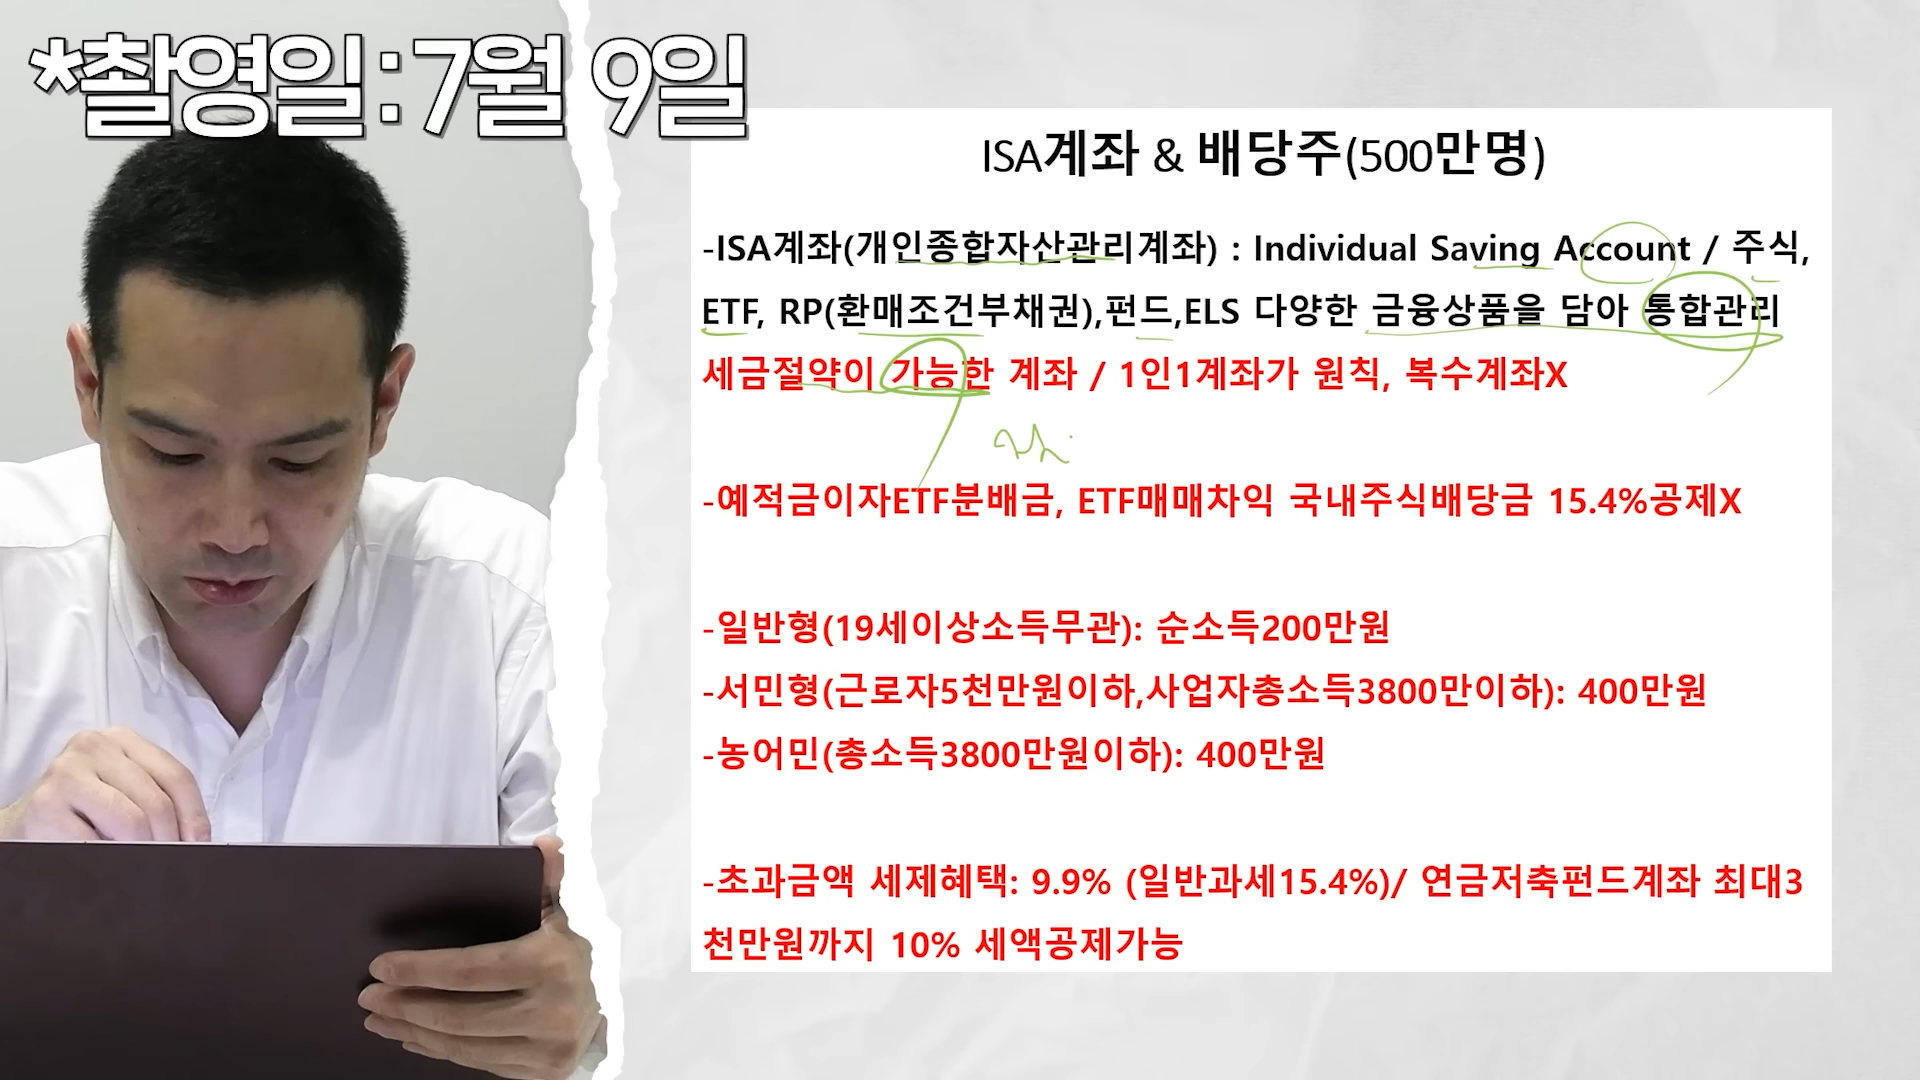 *촬영일:7월 9일
ISA계좌 & 배당주(500만명)
-ISA계좌(개인종합자산관리계좌) : Individual Saving Account / 주식,
ETF, RP(환매조건부채권),펀드,ELS 다양한 금융상품을 담아 통합관리
세금절약이 가능한 계좌 / 1인1계좌가 원칙, 복수계좌X
-예적금이자ETF분배금, ETF매매차익 국내주식배당금 15.4%공제X
-일반형(19세이상소득무관): 순소득200만원
-서민형(근로자5천만원이하,사업자총소득3800만이하): 400만원
-농어민(총소득3800만원이하): 400만원
-초과금액 세제혜택: 9.9% (일반과세15.4%)/ 연금저축펀드계좌 최대3
천만원까지 10% 세액공제가능